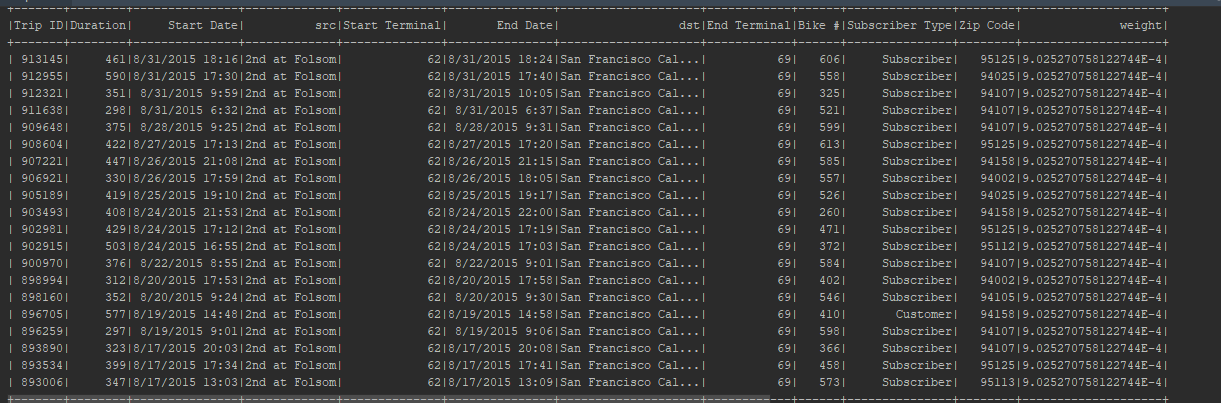 |Trip ID|Duration|     Start Date|          src|Start Terminal|       End Date|                dst|End Terminal|Bike #|Subscriber Type|Zip Code|              weight|
| 913145|     461|8/31/2015 18:16|2nd at Folsom|            62|8/31/2015 18:24|San Francisco Cal...|          69|   606|     Subscriber|   95125|9.025270758122744E-4|
| 912955|     590|8/31/2015 17:30|2nd at Folsom|            62|8/31/2015 17:40|San Francisco Cal...|          69|   558|     Subscriber|   94025|9.025270758122744E-4|
| 912321|     351| 8/31/2015 9:59|2nd at Folsom|            62|8/31/2015 10:05|San Francisco Cal...|          69|   325|     Subscriber|   94107|9.025270758122744E-4|
| 911638|     298| 8/31/2015 6:32|2nd at Folsom|            62| 8/31/2015 6:37|San Francisco Cal...|          69|   521|     Subscriber|   94107|9.025270758122744E-4|
| 909648|     375| 8/28/2015 9:25|2nd at Folsom|            62| 8/28/2015 9:31|San Francisco Cal...|          69|   599|     Subscriber|   94107|9.025270758122744E-4|
| 908604|     422|8/27/2015 17:13|2nd at Folsom|            62|8/27/2015 17:20|San Francisco Cal...|          69|   613|     Subscriber|   95125|9.025270758122744E-4|
| 907221|     447|8/26/2015 21:08|2nd at Folsom|            62|8/26/2015 21:15|San Francisco Cal...|          69|   585|     Subscriber|   94158|9.025270758122744E-4|
| 906921|     330|8/26/2015 17:59|2nd at Folsom|            62|8/26/2015 18:05|San Francisco Cal...|          69|   557|     Subscriber|   94002|9.025270758122744E-4|
| 905189|     419|8/25/2015 19:10|2nd at Folsom|            62|8/25/2015 19:17|San Francisco Cal...|          69|   526|     Subscriber|   94025|9.025270758122744E-4|
| 903493|     408|8/24/2015 21:53|2nd at Folsom|            62|8/24/2015 22:00|San Francisco Cal...|          69|   260|     Subscriber|   94158|9.025270758122744E-4|
| 902981|     429|8/24/2015 17:12|2nd at Folsom|            62|8/24/2015 17:19|San Francisco Cal...|          69|   471|     Subscriber|   95125|9.025270758122744E-4|
| 902915|     503|8/24/2015 16:55|2nd at Folsom|            62|8/24/2015 17:03|San Francisco Cal...|          69|   372|     Subscriber|   95112|9.025270758122744E-4|
| 900970|     376| 8/22/2015 8:55|2nd at Folsom|            62| 8/22/2015 9:01|San Francisco Cal...|          69|   584|     Subscriber|   94107|9.025270758122744E-4|
| 898994|     312|8/20/2015 17:53|2nd at Folsom|            62|8/20/2015 17:58|San Francisco Cal...|          69|   402|     Subscriber|   94002|9.025270758122744E-4|
| 898160|     352| 8/20/2015 9:24|2nd at Folsom|            62| 8/20/2015 9:30|San Francisco Cal...|          69|   546|     Subscriber|   94105|9.025270758122744E-4|
| 896705|     577|8/19/2015 14:48|2nd at Folsom|            62|8/19/2015 14:58|San Francisco Cal...|          69|   410|       Customer|   94158|9.025270758122744E-4|
| 896259|     297| 8/19/2015 9:01|2nd at Folsom|            62| 8/19/2015 9:06|San Francisco Cal...|          69|   598|     Subscriber|   94107|9.025270758122744E-4|
| 893890|     323|8/17/2015 20:03|2nd at Folsom|            62|8/17/2015 20:08|San Francisco Cal...|          69|   366|     Subscriber|   94107|9.025270758122744E-4|
| 893534|     399|8/17/2015 17:34|2nd at Folsom|            62|8/17/2015 17:41|San Francisco Cal...|          69|   458|     Subscriber|   95125|9.025270758122744E-4|
| 893006|     347|8/17/2015 13:03|2nd at Folsom|            62|8/17/2015 13:09|San Francisco Cal...|          69|   573|     Subscriber|   95113|9.025270758122744E-4|